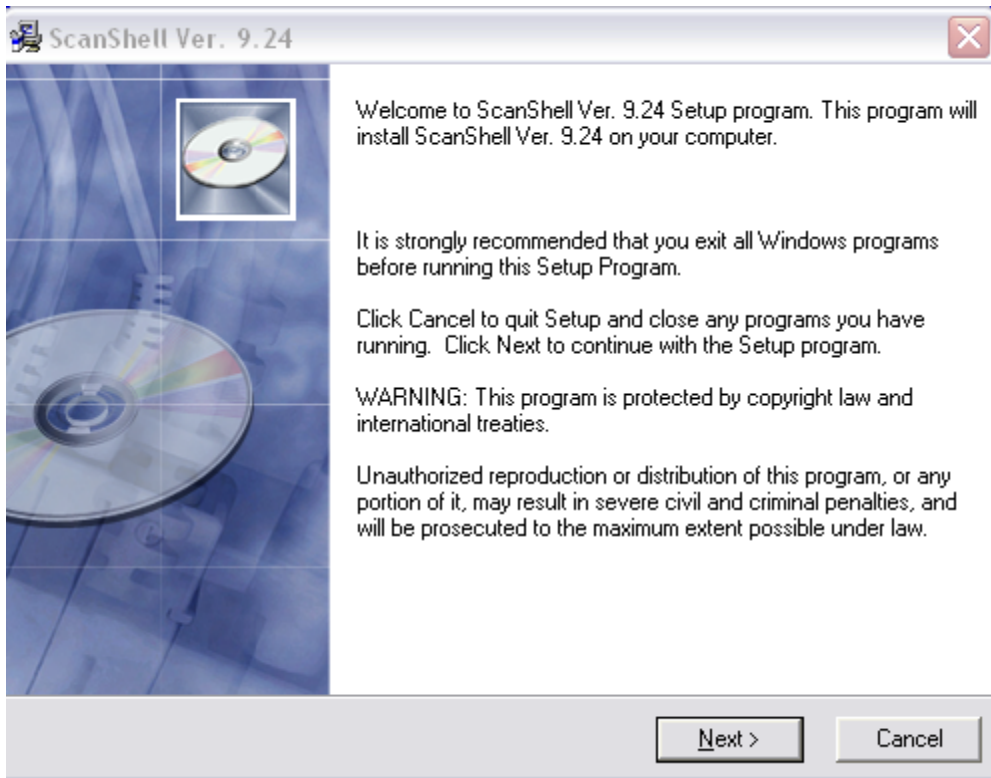 ScanShell Ver. 9.24
Welcome to ScanShell Ver. 9.24 Setup program. This program will
install ScanShell Ver. 9.24 on your computer.
It is strongly recommended that you exit all Windows programs
before running this Setup Program.
Click Cancel to quit Setup and close any programs you have
running.  Click Next to continue with the Setup program.
WARNING: This program is protected by copyright law and
international treaties.
Unauthorized reproduction or distribution of this program, or any
portion of it, may result in severe civil and criminal penalties, and
will be prosecuted to the maximum extent possible under law.
Next >
Cancel